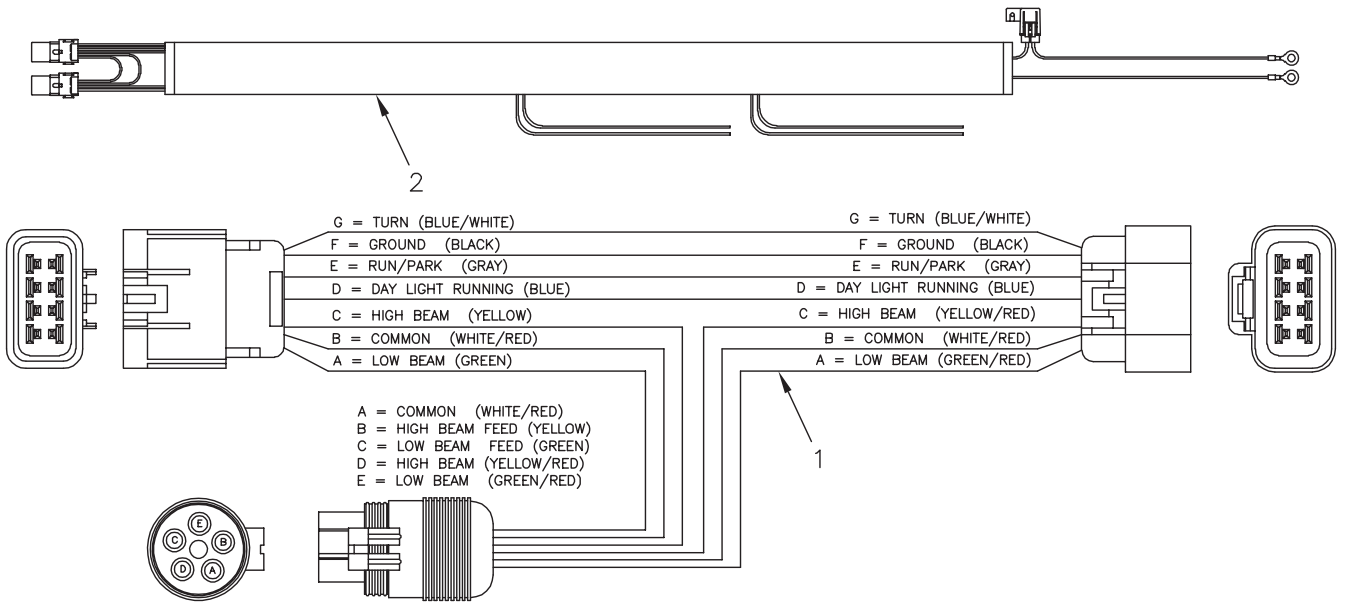 2
G = TURN (BLUE/WHITE)
F = GROUND (BLACK)
E = RUN/PARK (GRAY)
D = DAY LIGHT RUNNING (BLUE)
C = HIGH BEAM (YELLOW)
B = COMMON (WHITE/RED)
A = LOW BEAM (GREEN)
G = TURN (BLUE/WHITE)
F = GROUND (BLACK)
E = RUN/PARK (GRAY)
D = DAY LIGHT RUNNING (BLUE)
C = HIGH BEAM (YELLOW/RED)
B = COMMON (WHITE/RED)
A = LOW BEAM (GREEN/RED)
1
A = COMMON (WHITE/RED)
B = HIGH BEAM FEED (YELLOW)
C = LOW BEAM FEED (GREEN)
D = HIGH BEAM (YELLOW/RED)
E = LOW BEAM (GREEN/RED)
E
C
B
D
A